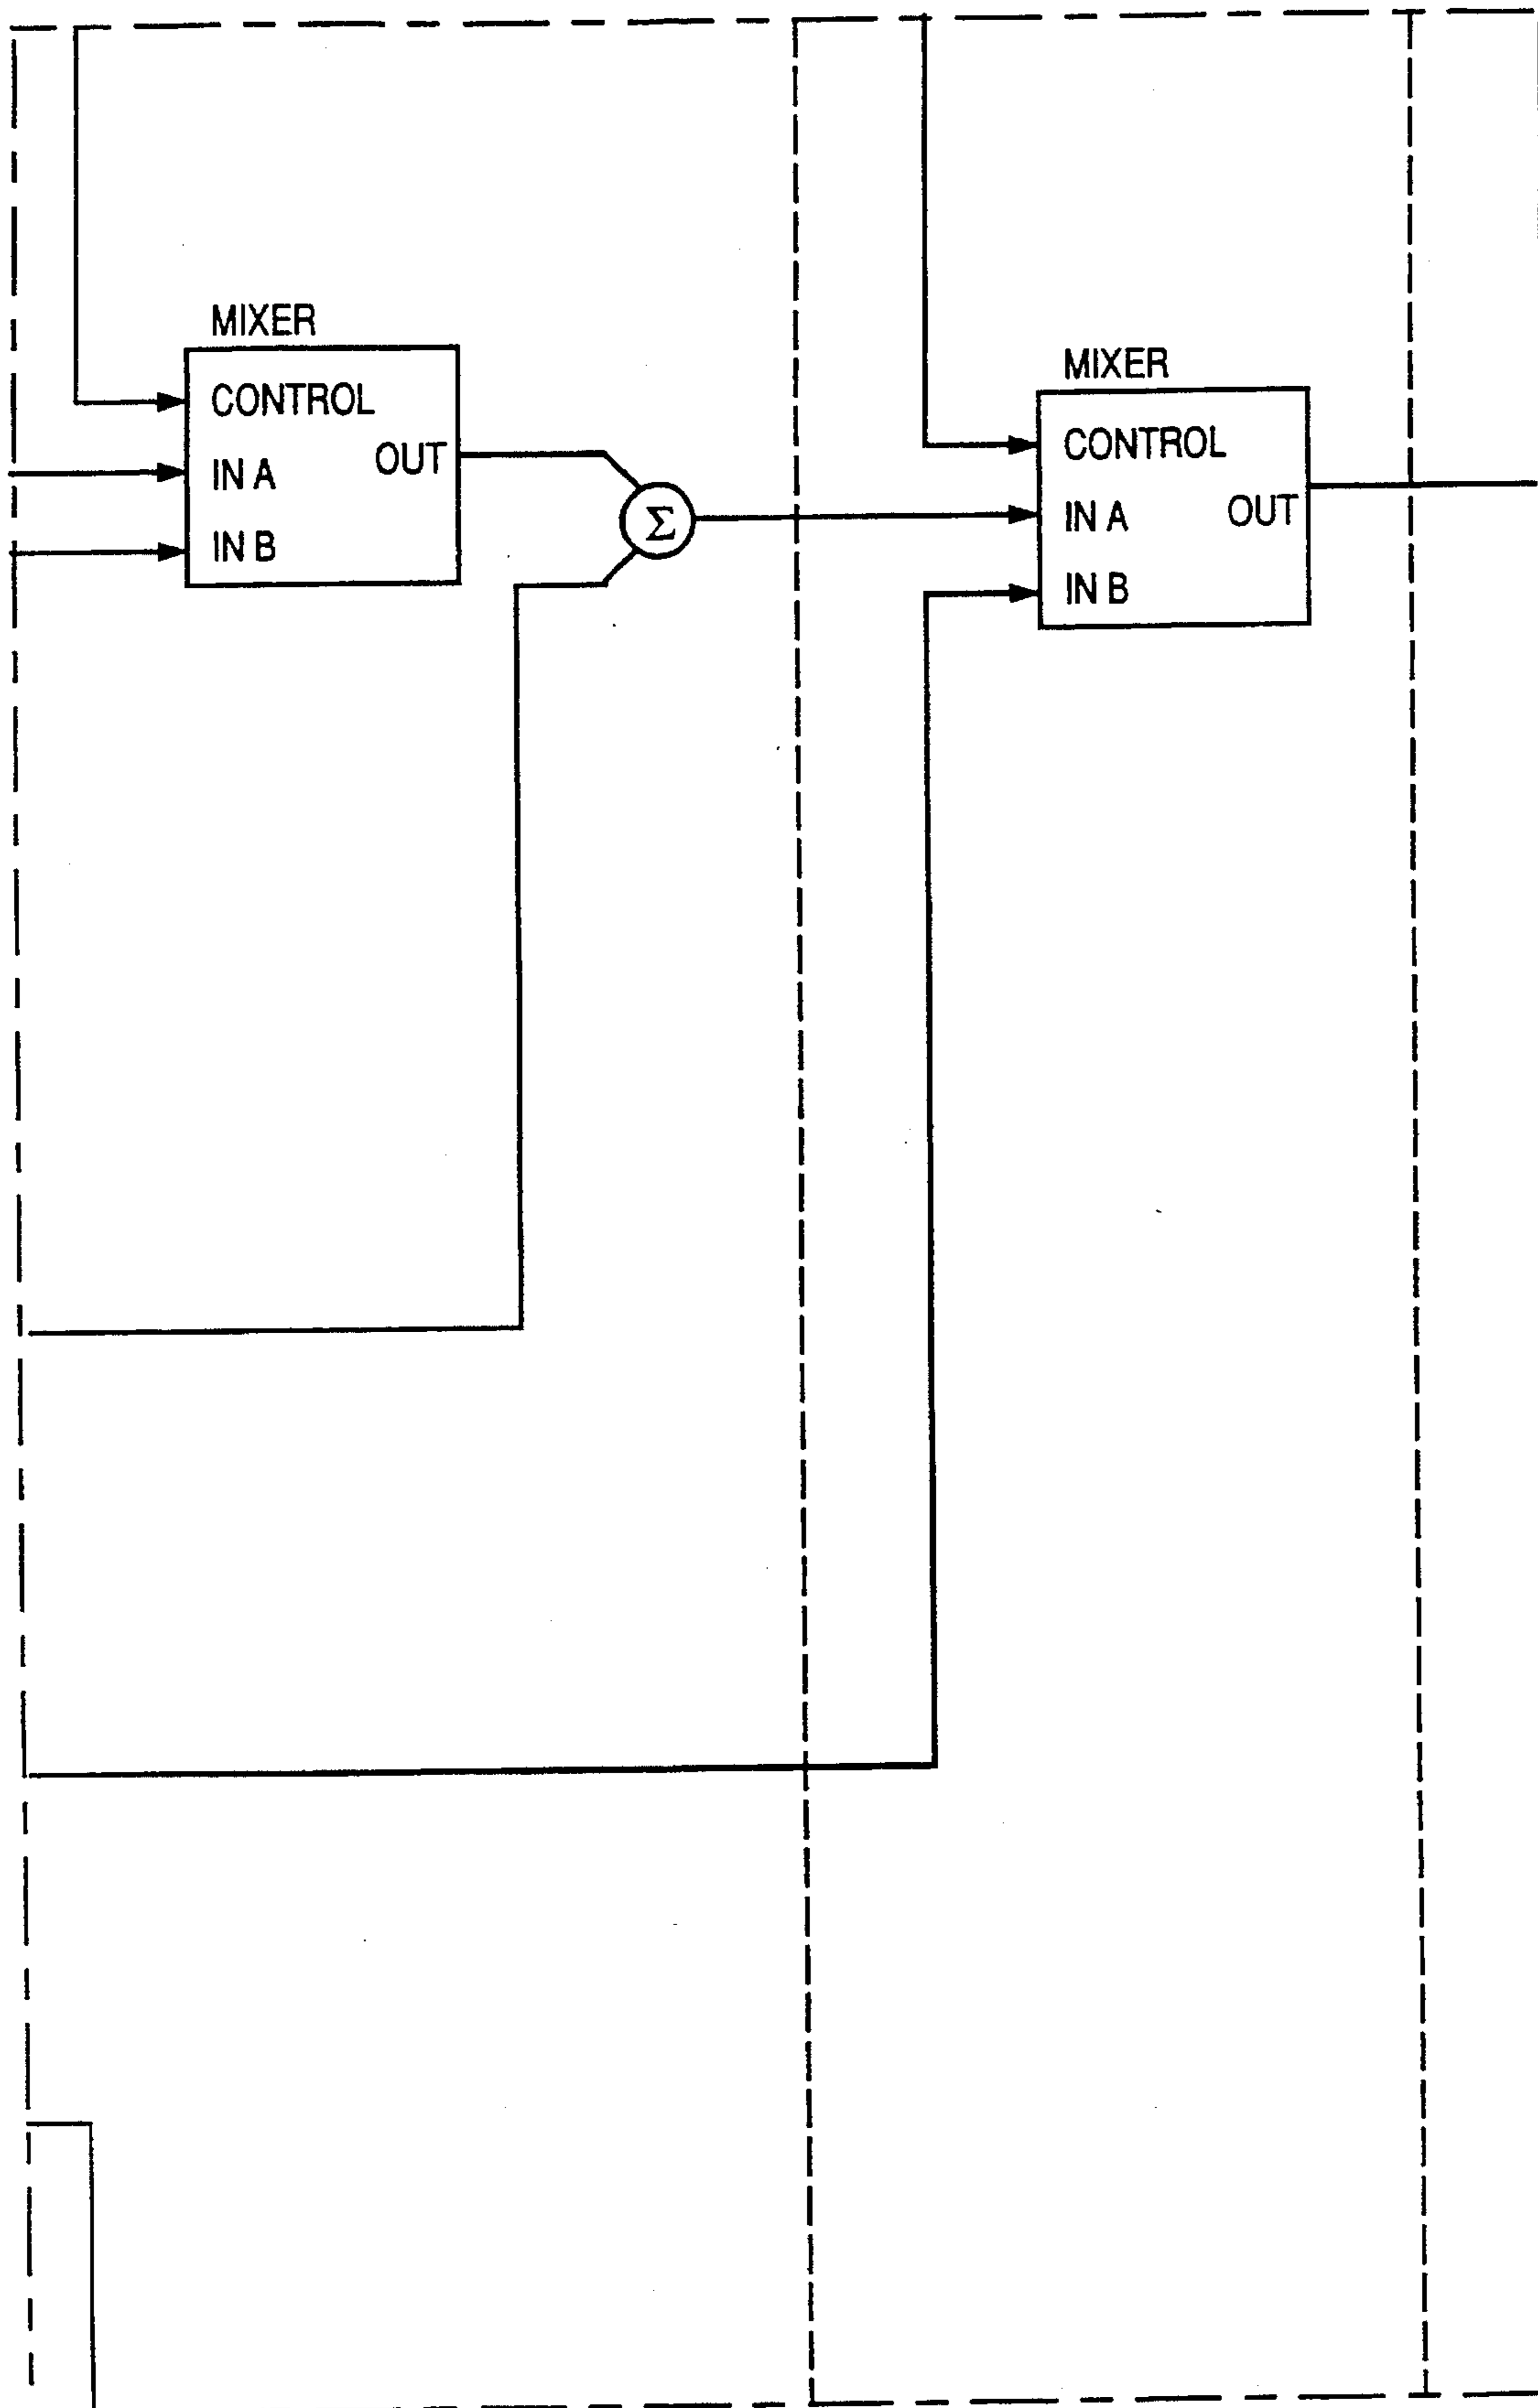 MIXER
CONTROL
OUT
IN A
IN B
Σ
MIXER
CONTROL
OUT
IN A
IN B